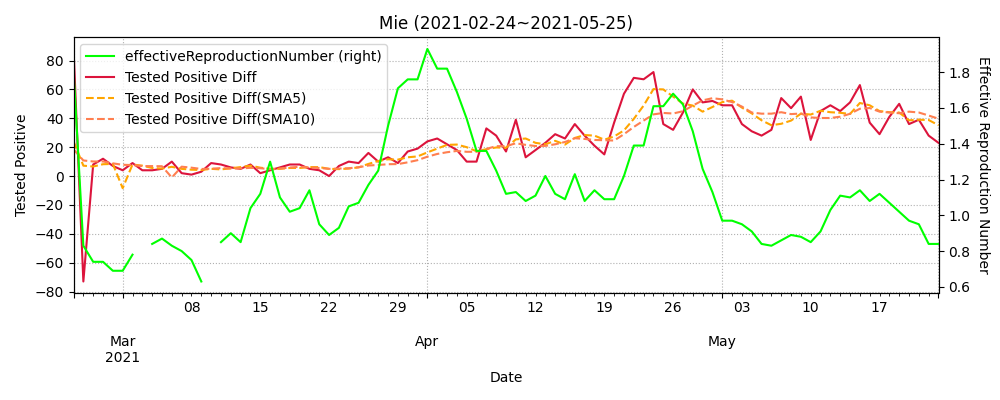 Mie (2021-02-24~2021-05-25)
effectiveReproductionNumber (right)
Tested Positive Diff
Tested Positive Diff(SMA5)
Tested Positive Diff(SMA10)
Tested Positive
80
60
40
20
0
−20
−40
−60
−80
1.8
1.6
1.4
1.2
1.0
0.8
0.6
Effective Reproduction Number
08 15 22 29 05 12 19 26 03 10 17
Mar Apr May
2021
Date